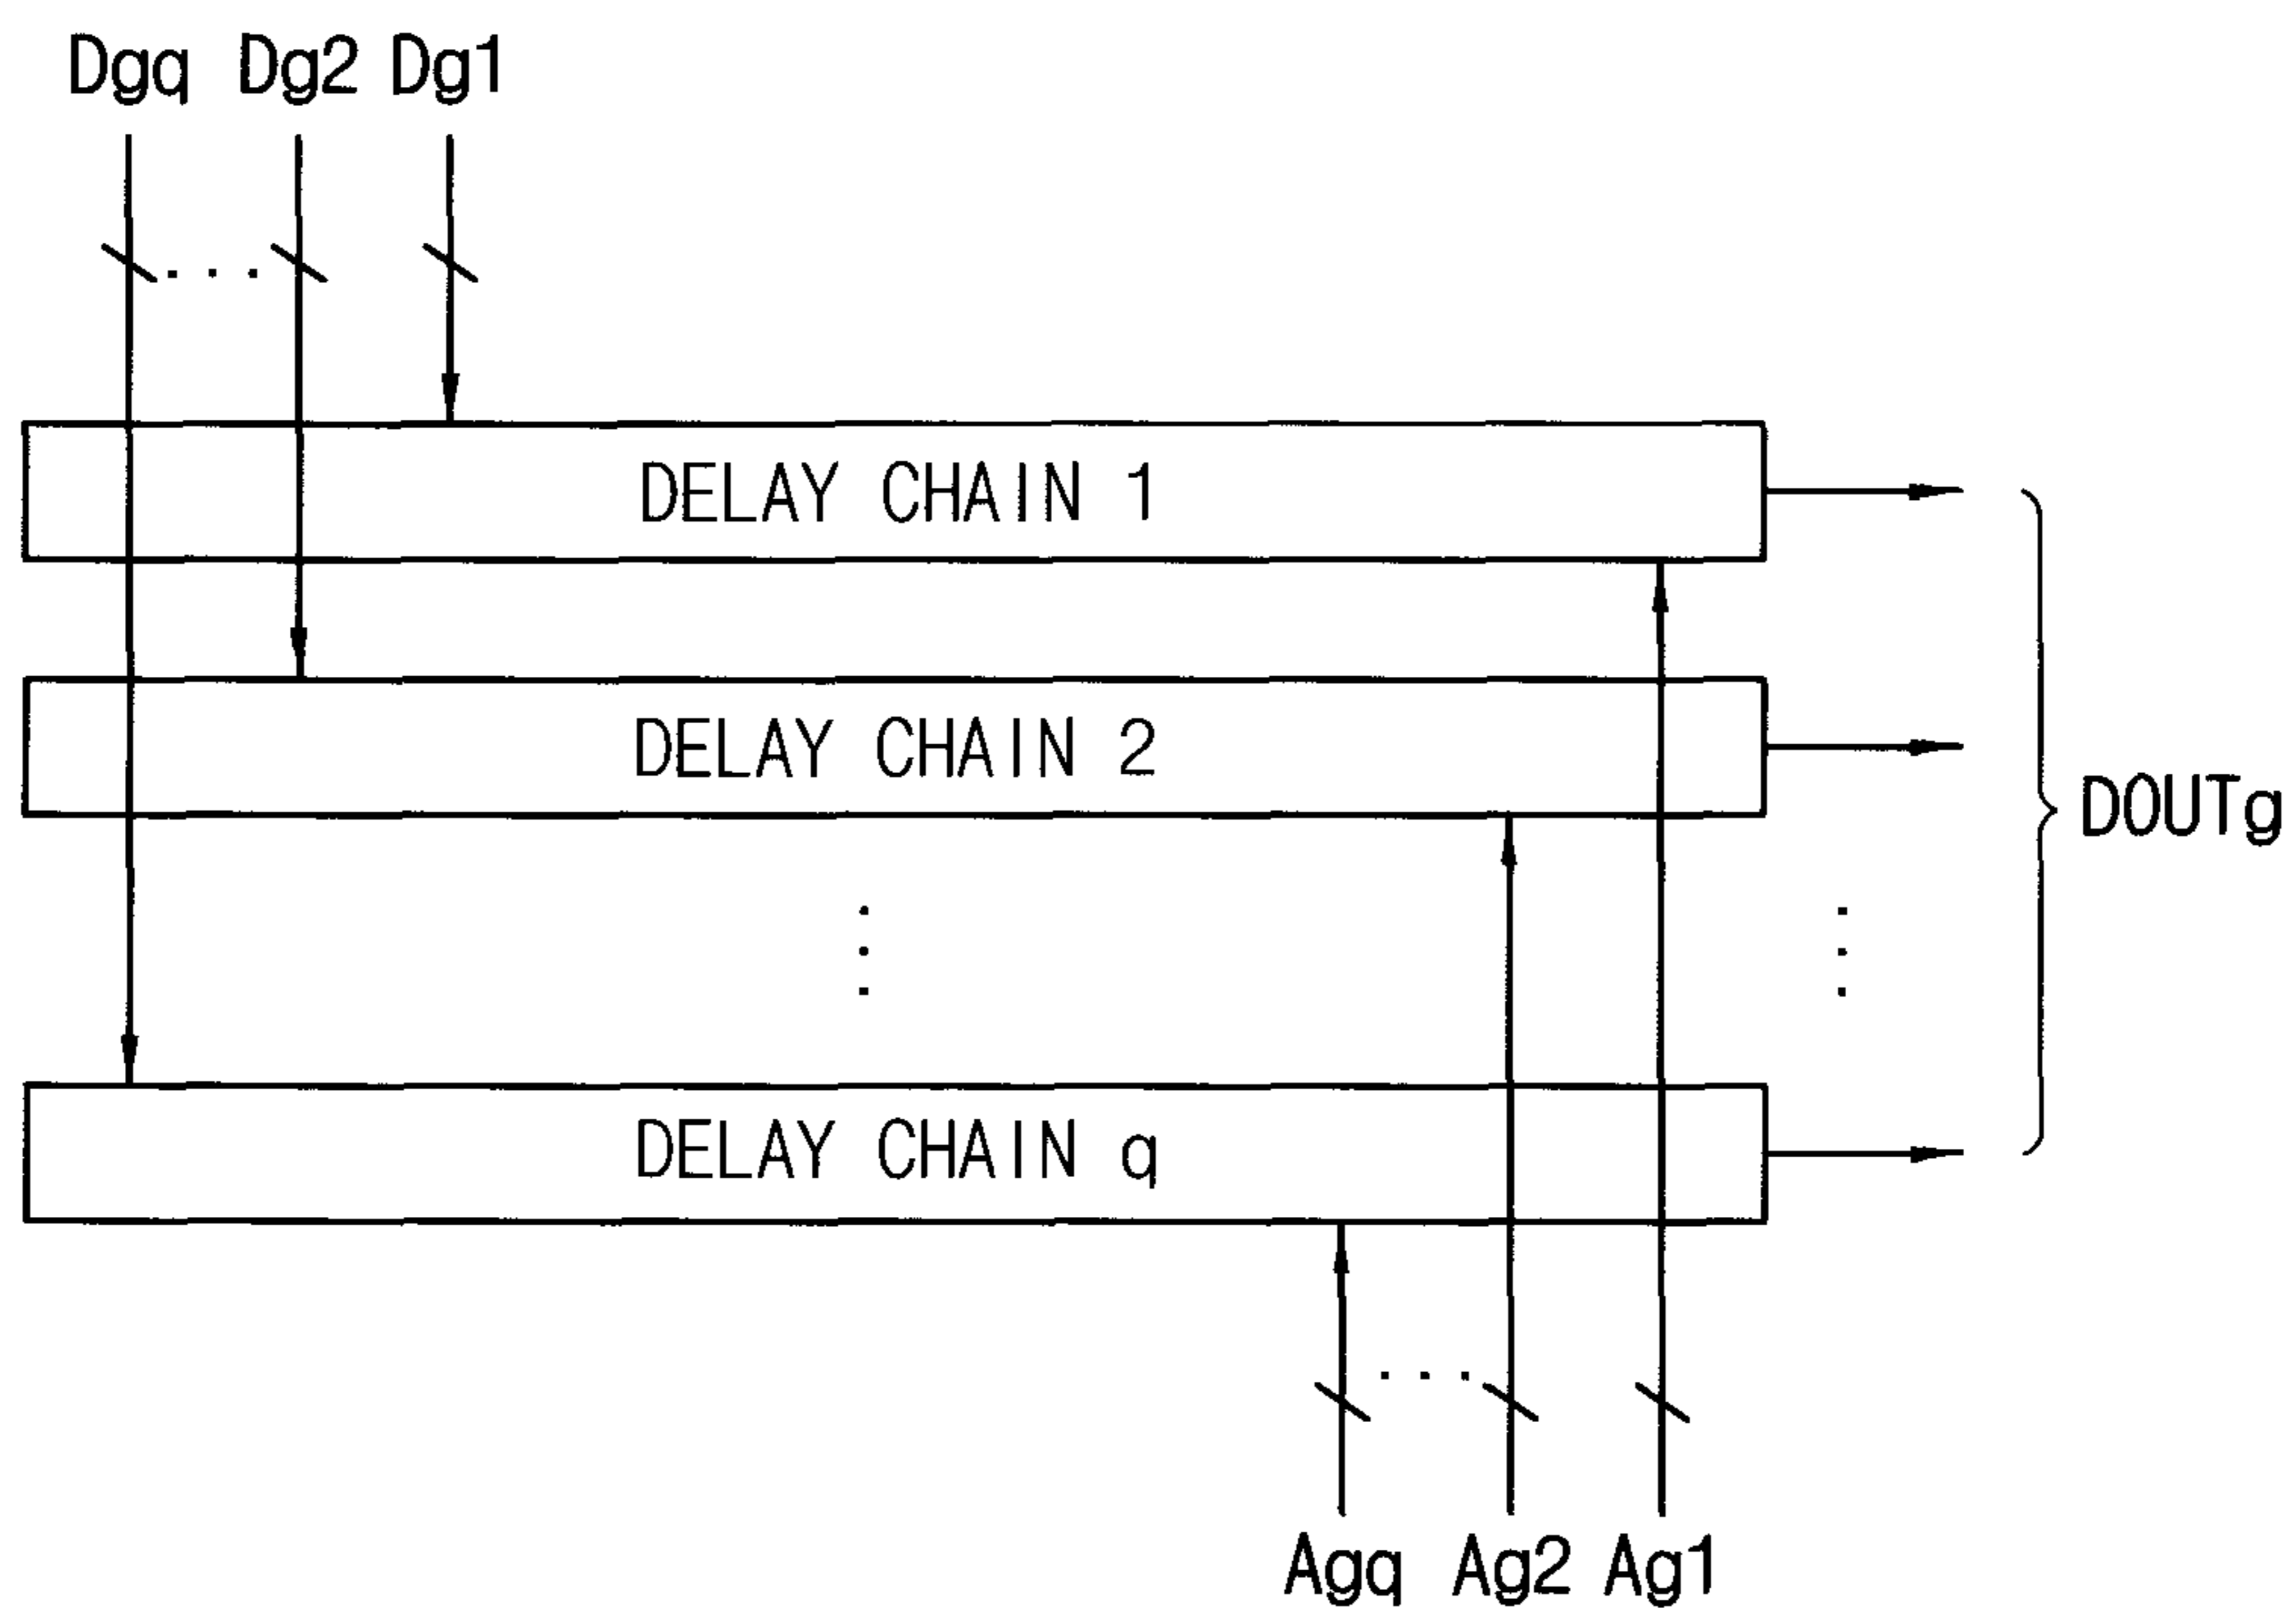 Dgq Dg2 Dg1
DELAY CHAIN 1
DELAY CHAIN 2
DOUTg
DELAY CHAIN q
Agq Ag2 Ag1